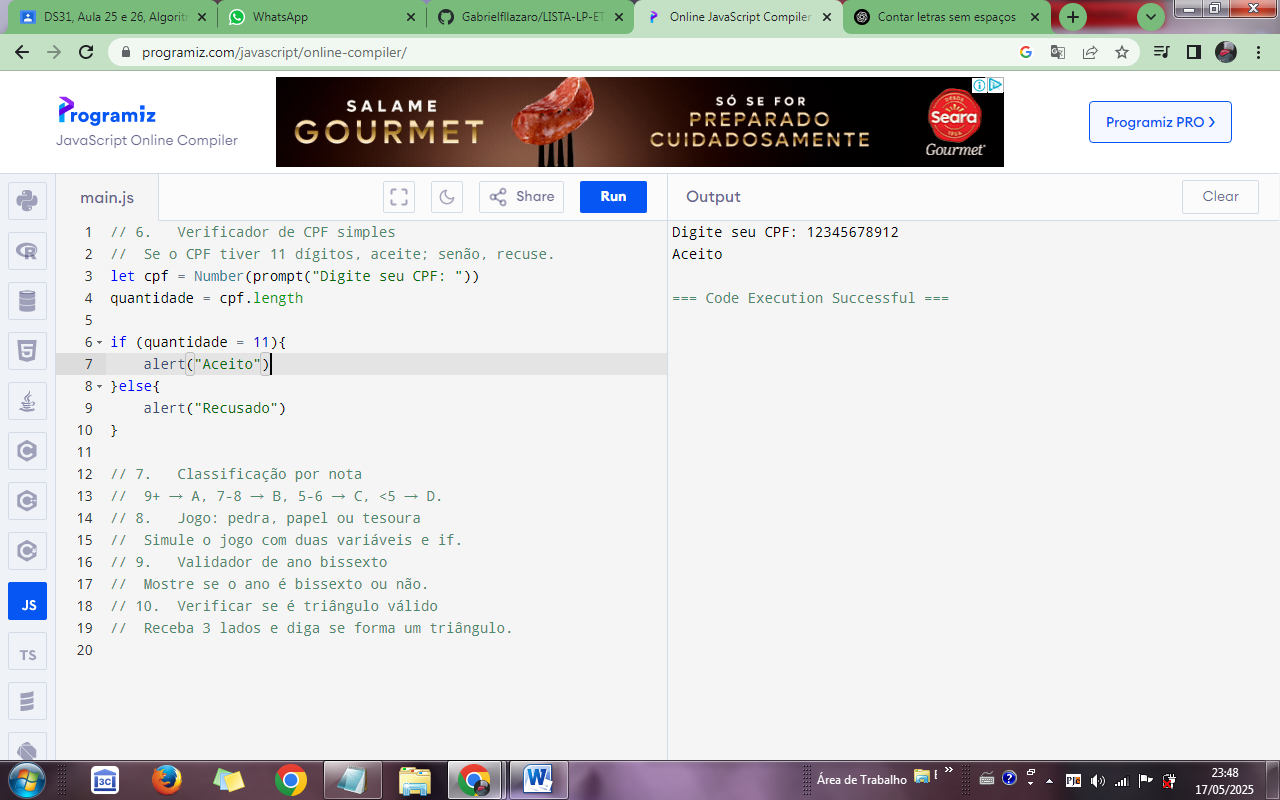 DS31, Aula 25 e 26, Algorit
WhatsApp
Gabrielfllazaro/LISTA-LP-ET
Online JavaScript Compiler
Contar letras sem espaços
programiz.com/javascript/online-compiler/
Programiz
JavaScript Online Compiler
SALAME
GOURMET
SÓ SE FOR
PREPARADO
CUIDADOSAMENTE
Seara
Gourmet
Programiz PRO
main.js
Share
Run
Output
Clear
1 // 6. Verificador de CPF simples
2 // Se o CPF tiver 11 dígitos, aceite; senão, recuse.
3 let cpf = Number(prompt("Digite seu CPF: "))
4 quantidade = cpf.length
5
6 if (quantidade = 11){
7 alert("Aceito")
8 }else{
9 alert("Recusado")
10 }
11
12 // 7. Classificação por nota
13 // 9+ → A, 7-8 → B, 5-6 → C, <5 → D.
14 // 8. Jogo: pedra, papel ou tesoura
15 // Simule o jogo com duas variáveis e if.
16 // 9. Validador de ano bissexto
17 // Mostre se o ano é bissexto ou não.
18 // 10. Verificar se é triângulo válido
19 // Receba 3 lados e diga se forma um triângulo.
20
Digite seu CPF: 12345678912
Aceito
=== Code Execution Successful ===
JS
TS
3C
Área de Trabalho
PJe
23:48
17/05/2025